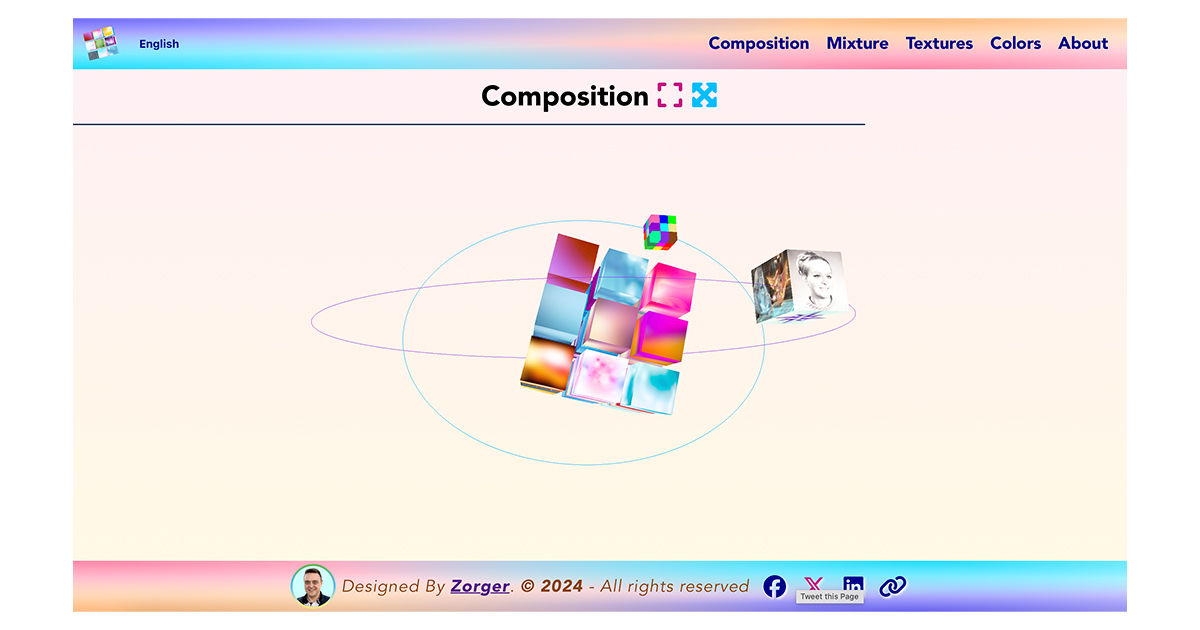 English
Composition Mixture Textures Colors About
Composition
Designed By Zorger. © 2024 - All rights reserved
Tweet this Page